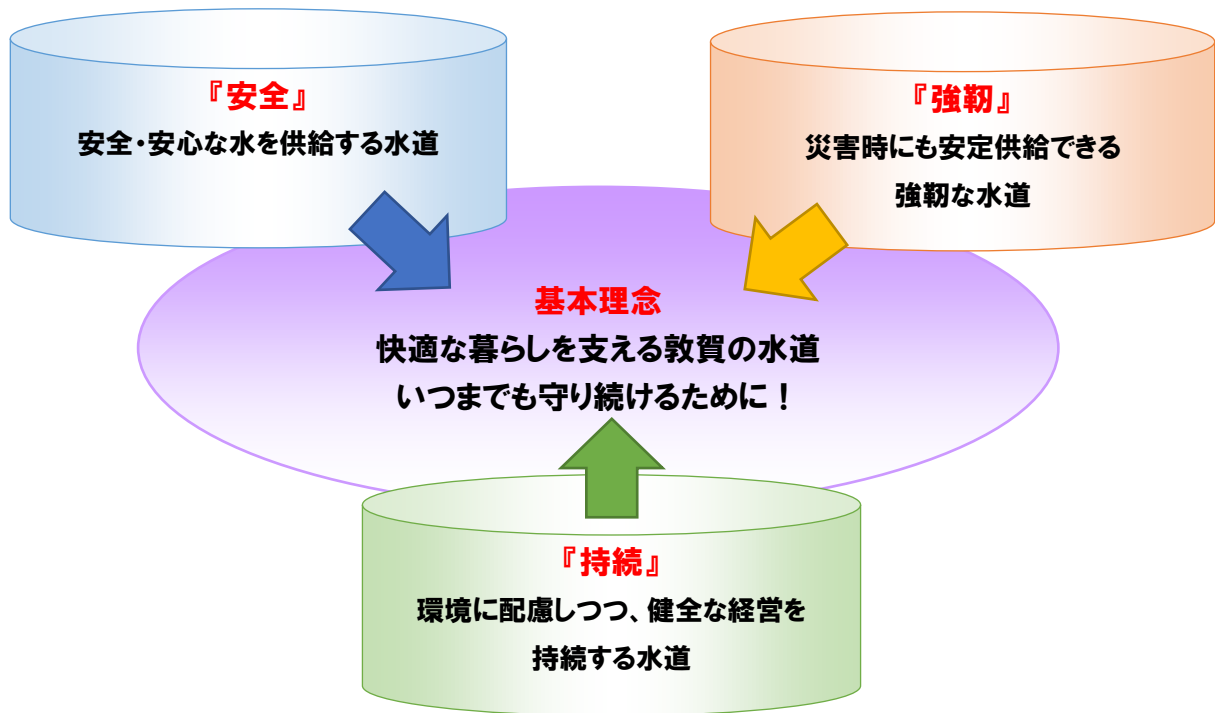 『安全』
安全・安心な水を供給する水道
『強靭』
災害時にも安定供給できる
強靭な水道
基本理念
快適な暮らしを支える敦賀の水道
いつまでも守り続けるために！
『持続』
環境に配慮しつつ、健全な経営を
持続する水道